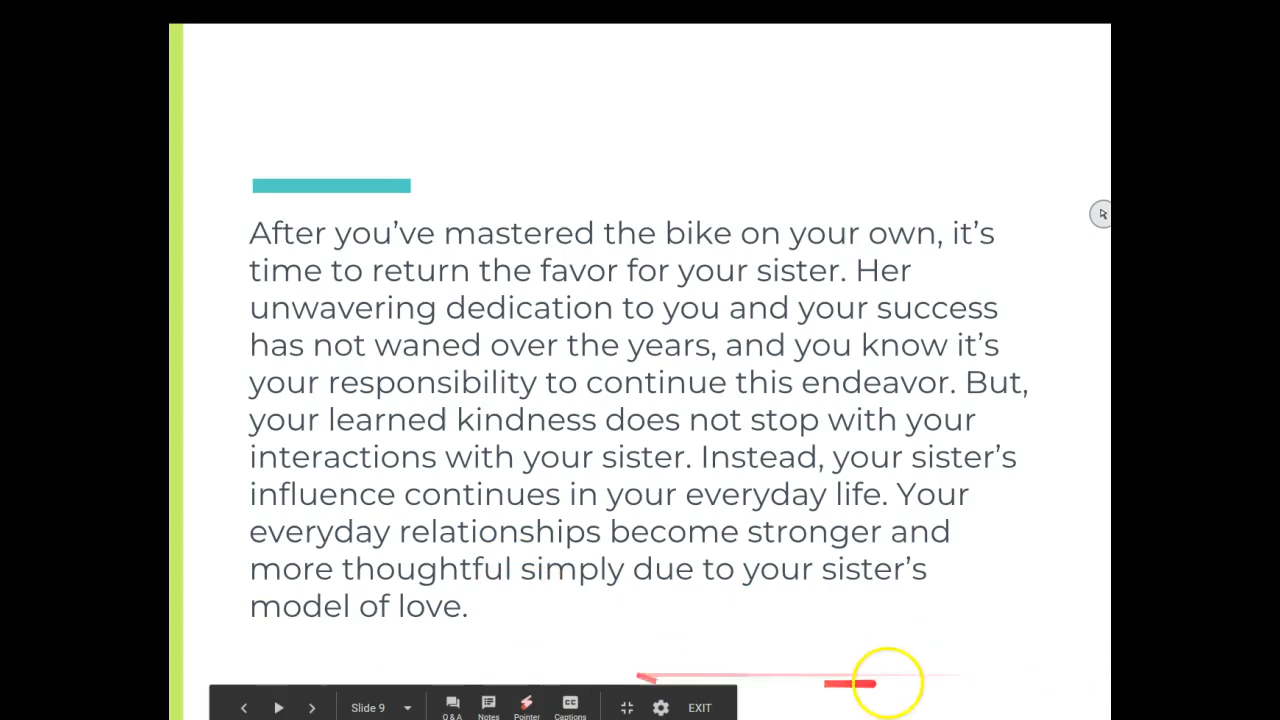 After you’ve mastered the bike on your own, it’s
time to return the favor for your sister. Her
unwavering dedication to you and your success
has not waned over the years, and you know it’s
your responsibility to continue this endeavor. But,
your learned kindness does not stop with your
interactions with your sister. Instead, your sister’s
influence continues in your everyday life. Your
everyday relationships become stronger and
more thoughtful simply due to your sister’s
model of love.
Slide 9
Q & A Notes Pointer Captions EXIT